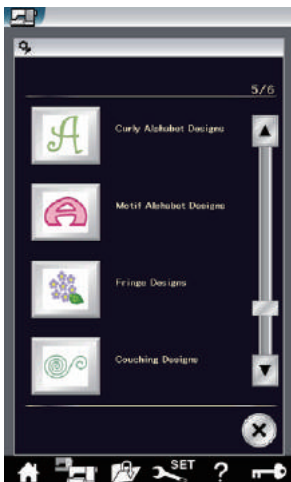 5/6
A
Curly Alphabet Designs
A
Motif Alphabet Designs
Fringe Designs
Couching Designs
SET
?